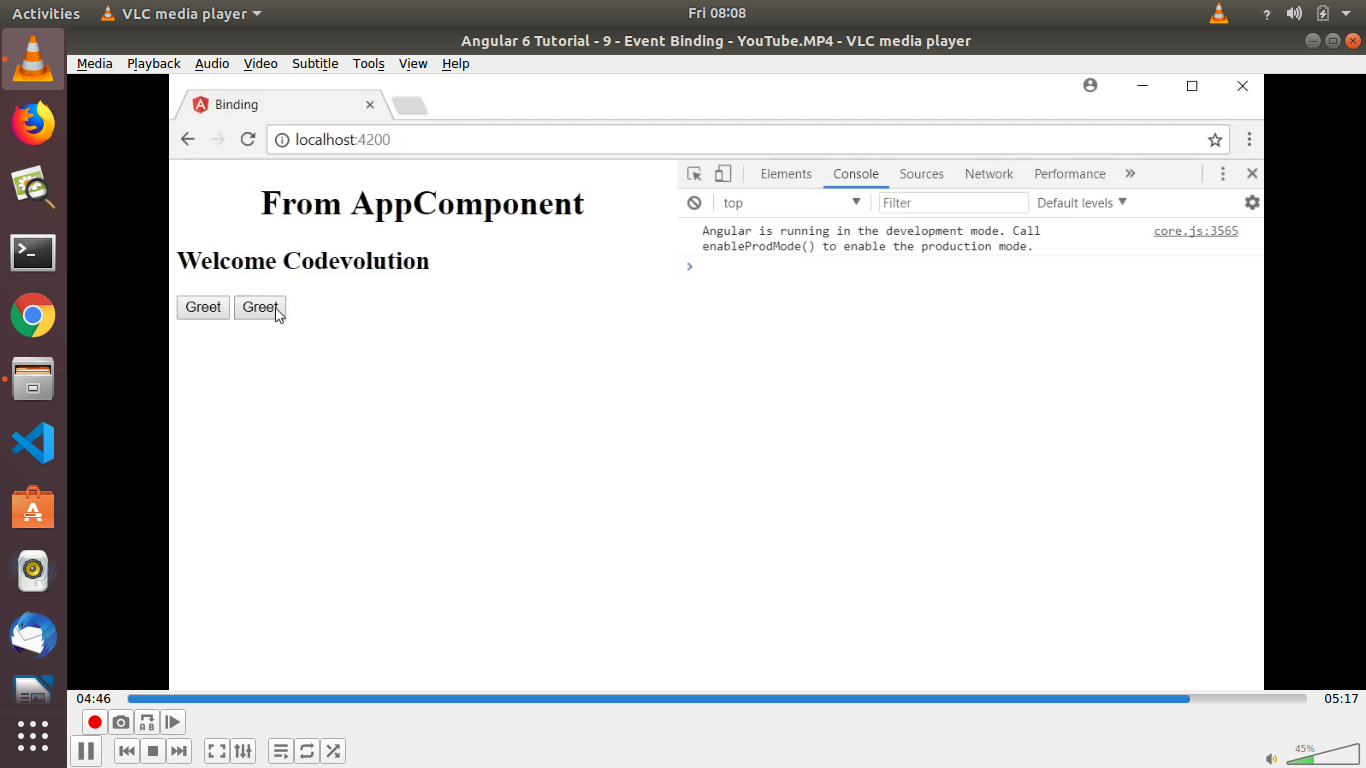 Activities VLC media player Fri 08:08 ?
Angular 6 Tutorial - 9 - Event Binding - YouTube.MP4 - VLC media player
Media Playback Audio Video Subtitle Tools View Help
Binding
localhost:4200
Elements Console Sources Network Performance »
top Filter Default levels
From AppComponent
Angular is running in the development mode. Call core.js:3565
enableProdMode() to enable the production mode.
Welcome Codevolution
Greet Greet
04:46 05:17
A B
45%